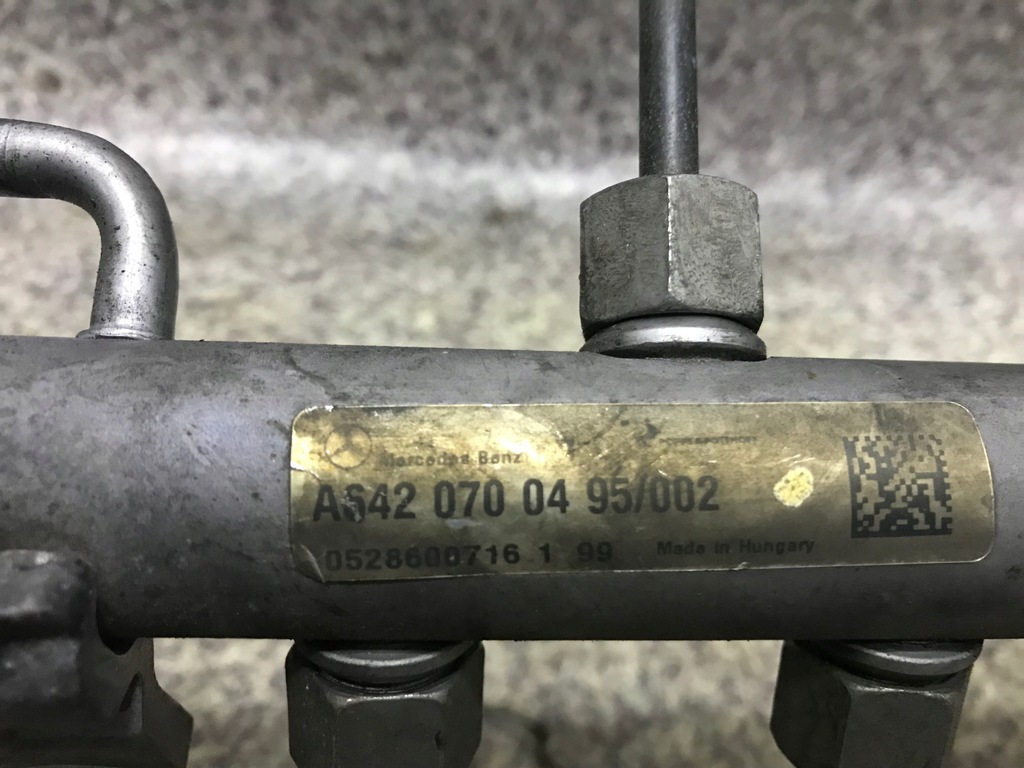 Mercedes Benz
A642 070 04 95/002
0528600716 1 99 Made in Hungary